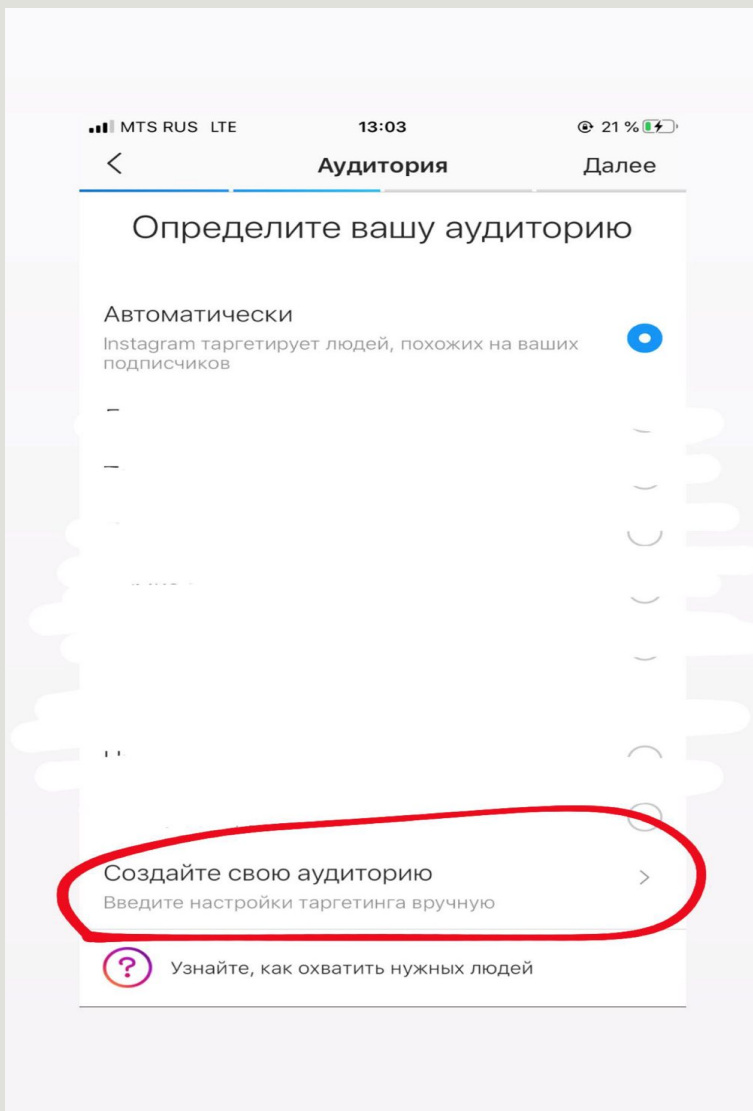 MTS RUS LTE 13:03 21 %
Аудитория Далее
Определите вашу аудиторию
Автоматически
Instagram таргетирует людей, похожих на ваших
подписчиков
Создайте свою аудиторию
Введите настройки таргетинга вручную
? Узнайте, как охватить нужных людей